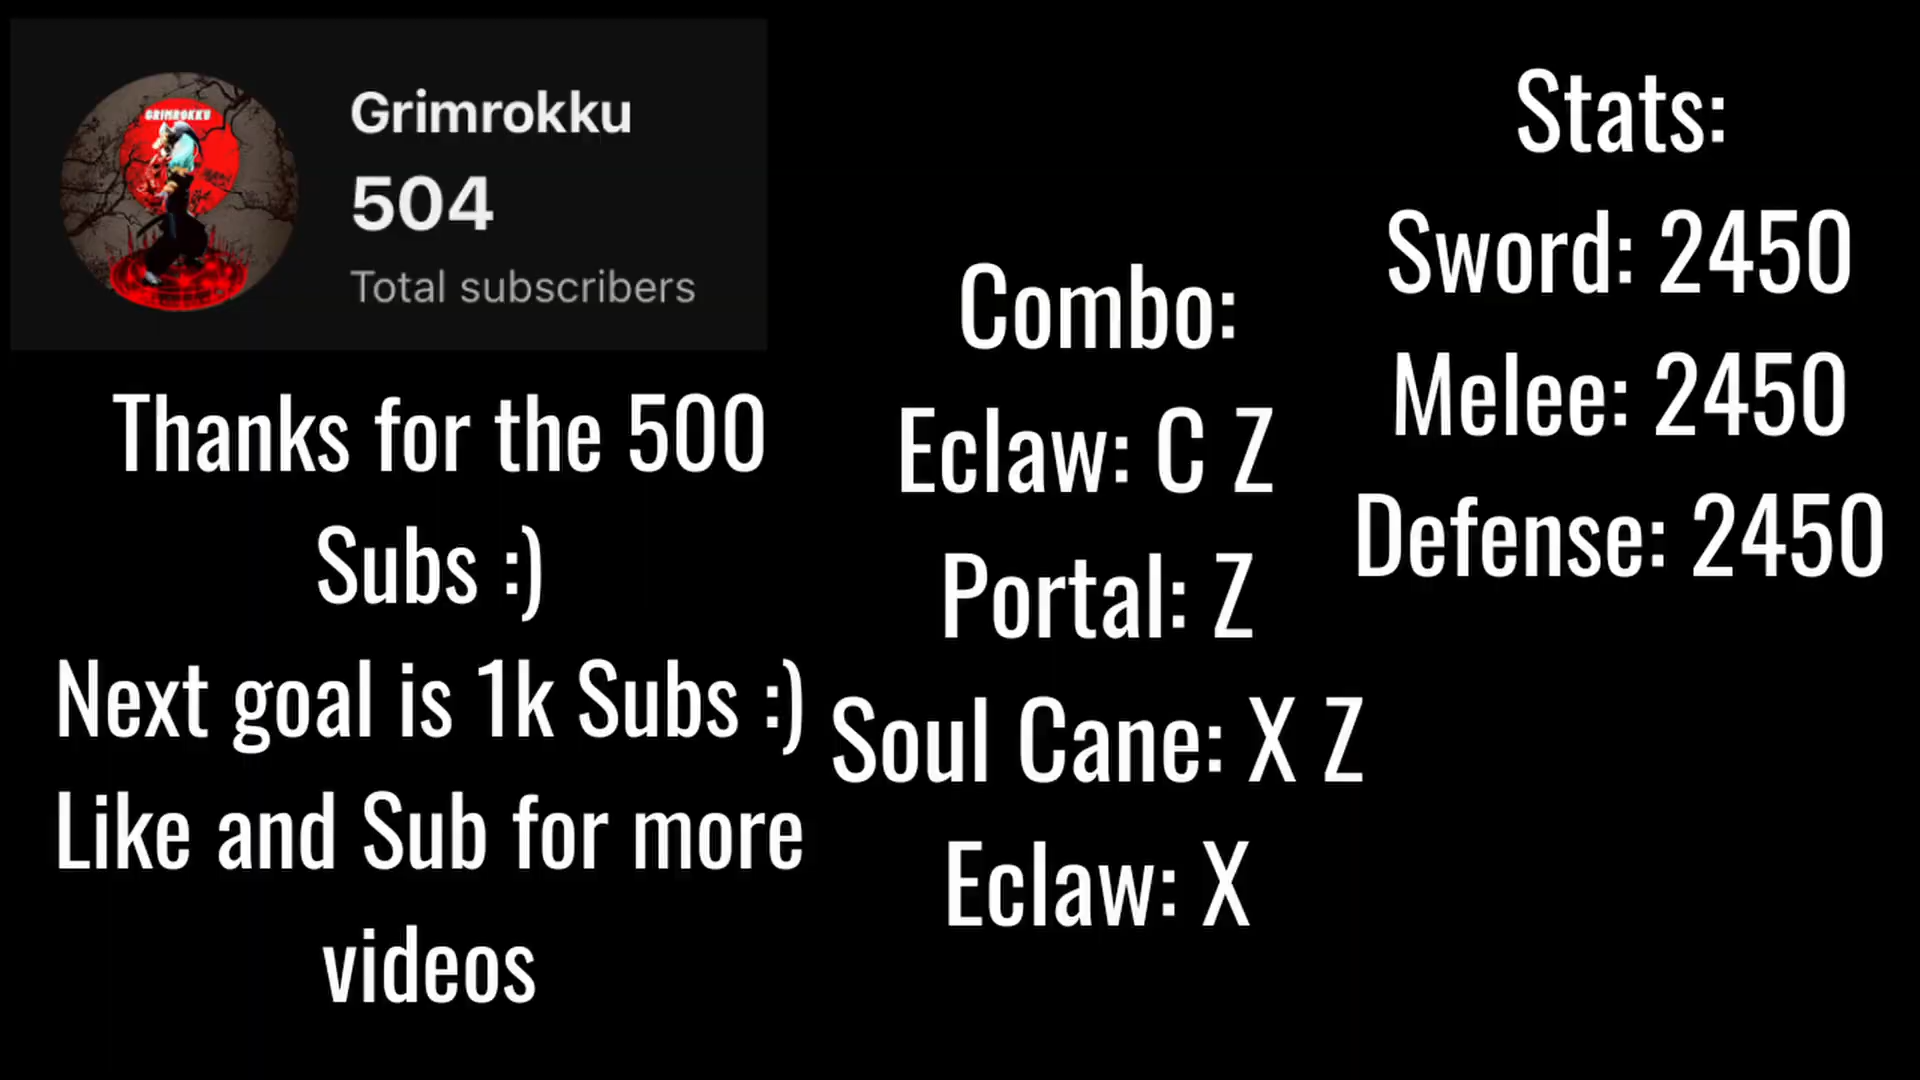 GRIMROKKU
Grimrokku
504
Total subscribers
Thanks for the 500
Subs :)
Next goal is 1k Subs :)
Like and Sub for more
videos
Combo:
Eclaw: C Z
Portal: Z
Soul Cane: X Z
Eclaw: X
Stats:
Sword: 2450
Melee: 2450
Defense: 2450